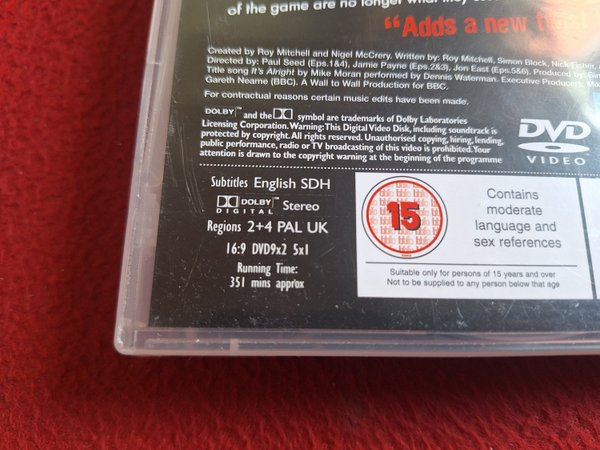 of the game are no longer what they
"Adds a new
Created by Roy Mitchell and Nigel McCrery. Written by: Roy Mitchell, Simon Block, Nick Fisher,
Directed by: Paul Seed (Eps.1&4), Jamie Payne (Eps.2&3), Jon East (Eps.5&6). Produced by:
Title song It's Alright by Mike Moran performed by Dennis Waterman. Executive Producers:
Gareth Neame (BBC). A Wall to Wall Production for BBC.
For contractual reasons certain music edits have been made.
DOLBY™ and the symbol are trademarks of Dolby Laboratories
Licensing Corporation. Warning: This Digital Video Disk, including soundtrack is
protected by copyright. All rights reserved. Unauthorised copying, hiring, lending,
public performance, radio or TV broadcasting of this video is prohibited. Your
attention is drawn to the copyright warning at the beginning of the programme
DVD
VIDEO
Subtitles English SDH
DOLBY™ DIGITAL Stereo
Regions 2+4 PAL UK
16:9 DVD9x2 5x1
Running Time:
351 mins approx
15
Contains
moderate
language and
sex references
Suitable only for persons of 15 years and over
Not to be supplied to any person below that age